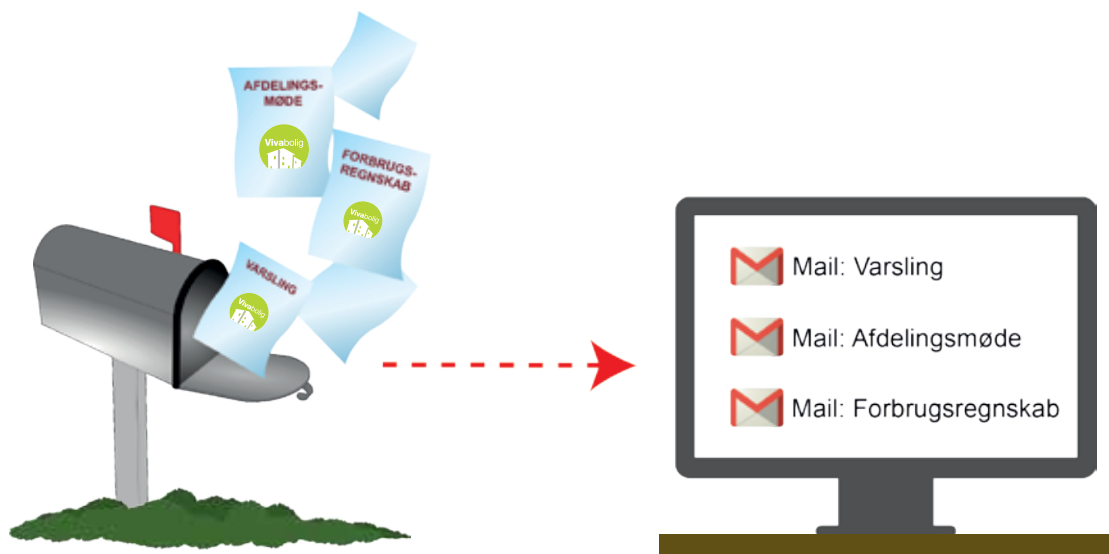 AFDELINGS-
MØDE
Vivabolig
FORBRUGS-
REGNSKAB
Vivabolig
VARSLING
Vivabolig
Mail: Varsling
Mail: Afdelingsmøde
Mail: Forbrugsregnskab